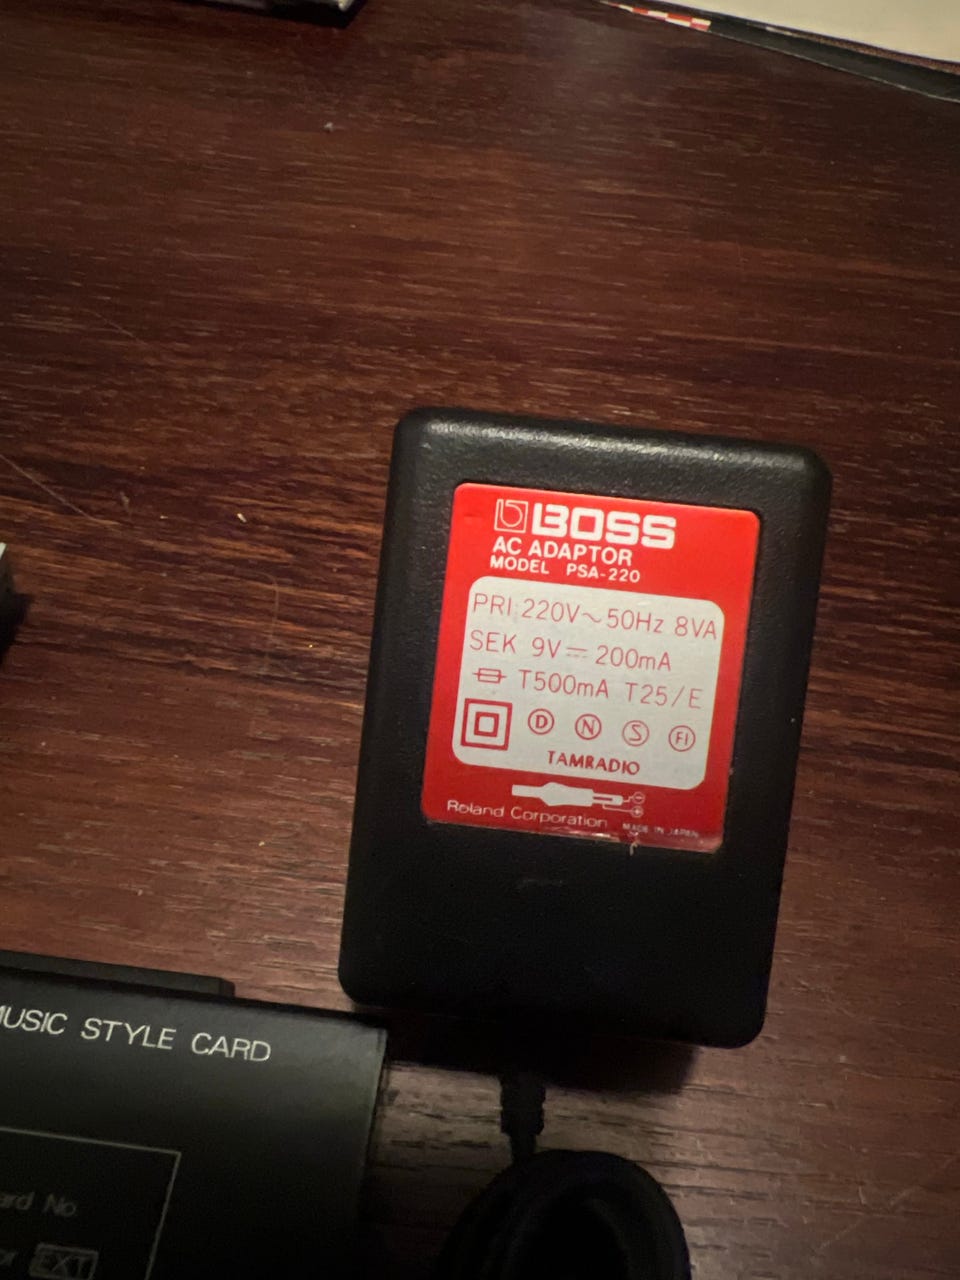 BOSS
AC ADAPTOR
MODEL PSA-220
PRI 220V~50Hz 8VA
SEK 9V⎓200mA
T500mA T25/E
D N S FI
TAMRADIO
Roland Corporation MADE IN JAPAN
MUSIC STYLE CARD
No
EXT